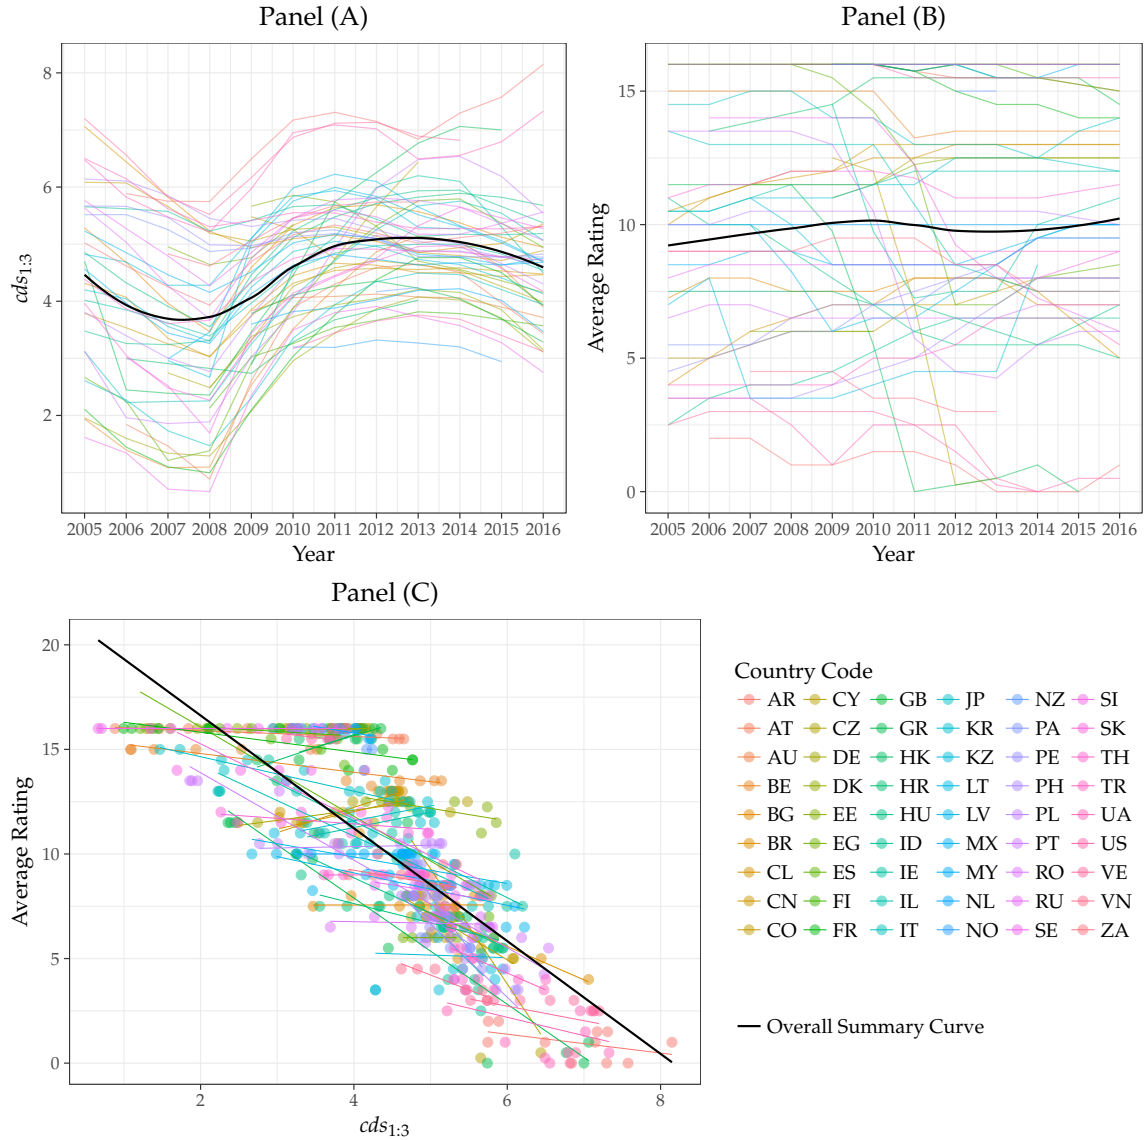 Panel (A)
8
6
4
2
cds1:3
2005 2006 2007 2008 2009 2010 2011 2012 2013 2014 2015 2016
Year
Panel (B)
15
10
5
0
Average Rating
2005 2006 2007 2008 2009 2010 2011 2012 2013 2014 2015 2016
Year
Panel (C)
20
15
10
5
0
Average Rating
2 4 6 8
cds1:3
Country Code
AR CY GB JP NZ SI
AT CZ GR KR PA SK
AU DE HK KZ PE TH
BE DK HR LT PH TR
BG EE HU LV PL UA
BR EG ID MX PT US
CL ES IE MY RO VE
CN FI IL NL RU VN
CO FR IT NO SE ZA
Overall Summary Curve